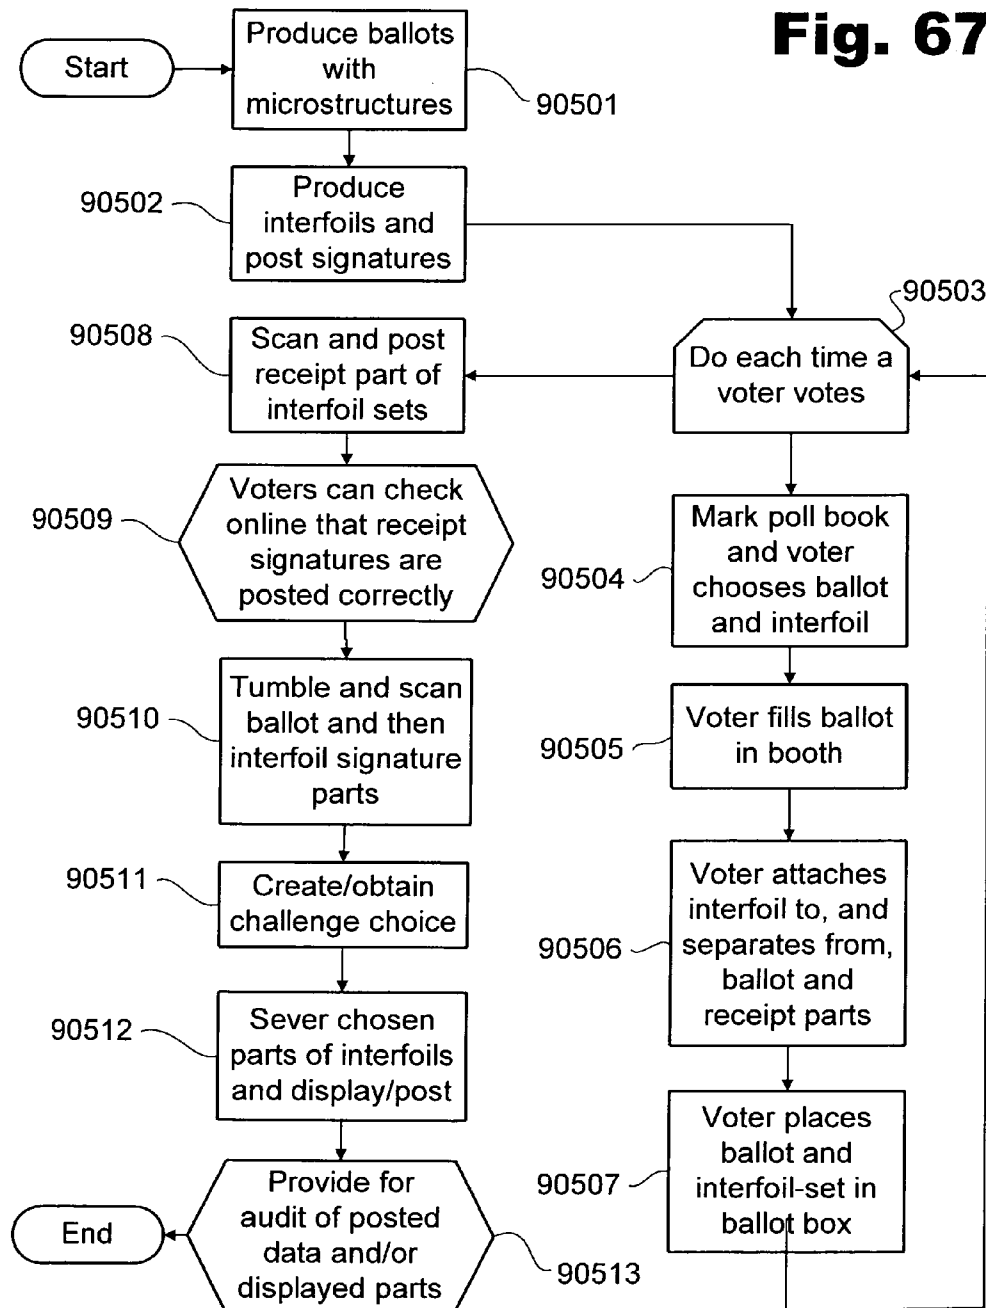 Fig. 67
Start
Produce ballots
with
microstructures
90501
Produce
interfoils and
post signatures
90502
90503
Do each time a
voter votes
Mark poll book
and voter
chooses ballot
and interfoil
90504
Voter fills ballot
in booth
90505
Voter attaches
interfoil to, and
separates from,
ballot and
receipt parts
90506
Voter places
ballot and
interfoil-set in
ballot box
90507
90508
Scan and post
receipt part of
interfoil sets
90509
Voters can check
online that receipt
signatures are
posted correctly
90510
Tumble and scan
ballot and then
interfoil signature
parts
90511
Create/obtain
challenge choice
90512
Sever chosen
parts of interfoils
and display/post
Provide for
audit of posted
data and/or
displayed parts
90513
End